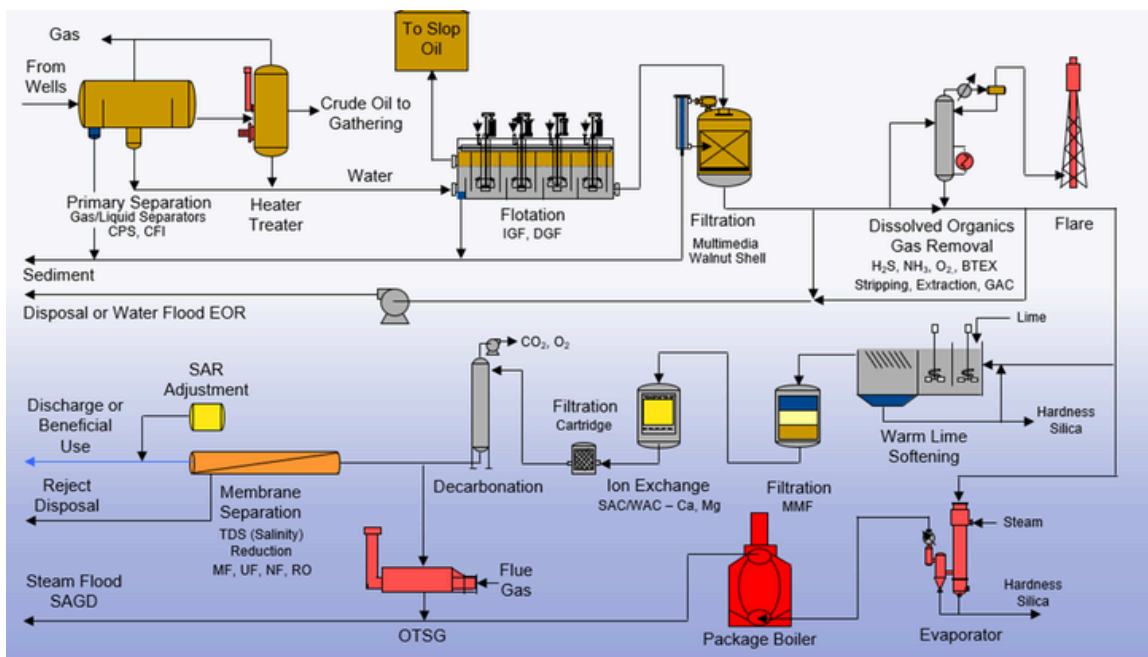 Gas
From
Wells
To Slop
Oil
Crude Oil to
Gathering
Water
Primary Separation
Gas/Liquid Separators
CPS, CFI
Heater
Treater
Flotation
IGF, DGF
Filtration
Multimedia
Walnut Shell
Dissolved Organics
Gas Removal
H₂S, NH₃, O₂, BTEX
Stripping, Extraction, GAC
Flare
Sediment
Disposal or Water Flood EOR
Lime
CO₂, O₂
SAR
Adjustment
Discharge or
Beneficial
Use
Filtration
Cartridge
Hardness
Silica
Warm Lime
Softening
Reject
Disposal
Membrane
Separation
TDS (Salinity)
Reduction
MF, UF, NF, RO
Decarbonation
Ion Exchange
SAC/WAC – Ca, Mg
Filtration
MMF
Steam
Flue
Gas
Steam Flood
SAGD
Hardness
Silica
OTSG
Package Boiler
Evaporator